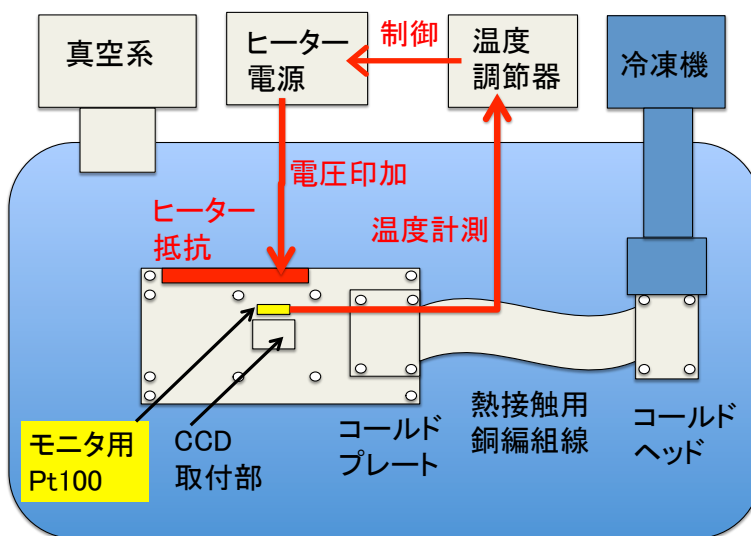 真空系
ヒーター
電源
制御
温度
調節器
冷凍機
電圧印加
ヒーター
抵抗
温度計測
モニタ用
Pt100
CCD
取付部
コールド
プレート
熱接触用
銅編組線
コールド
ヘッド